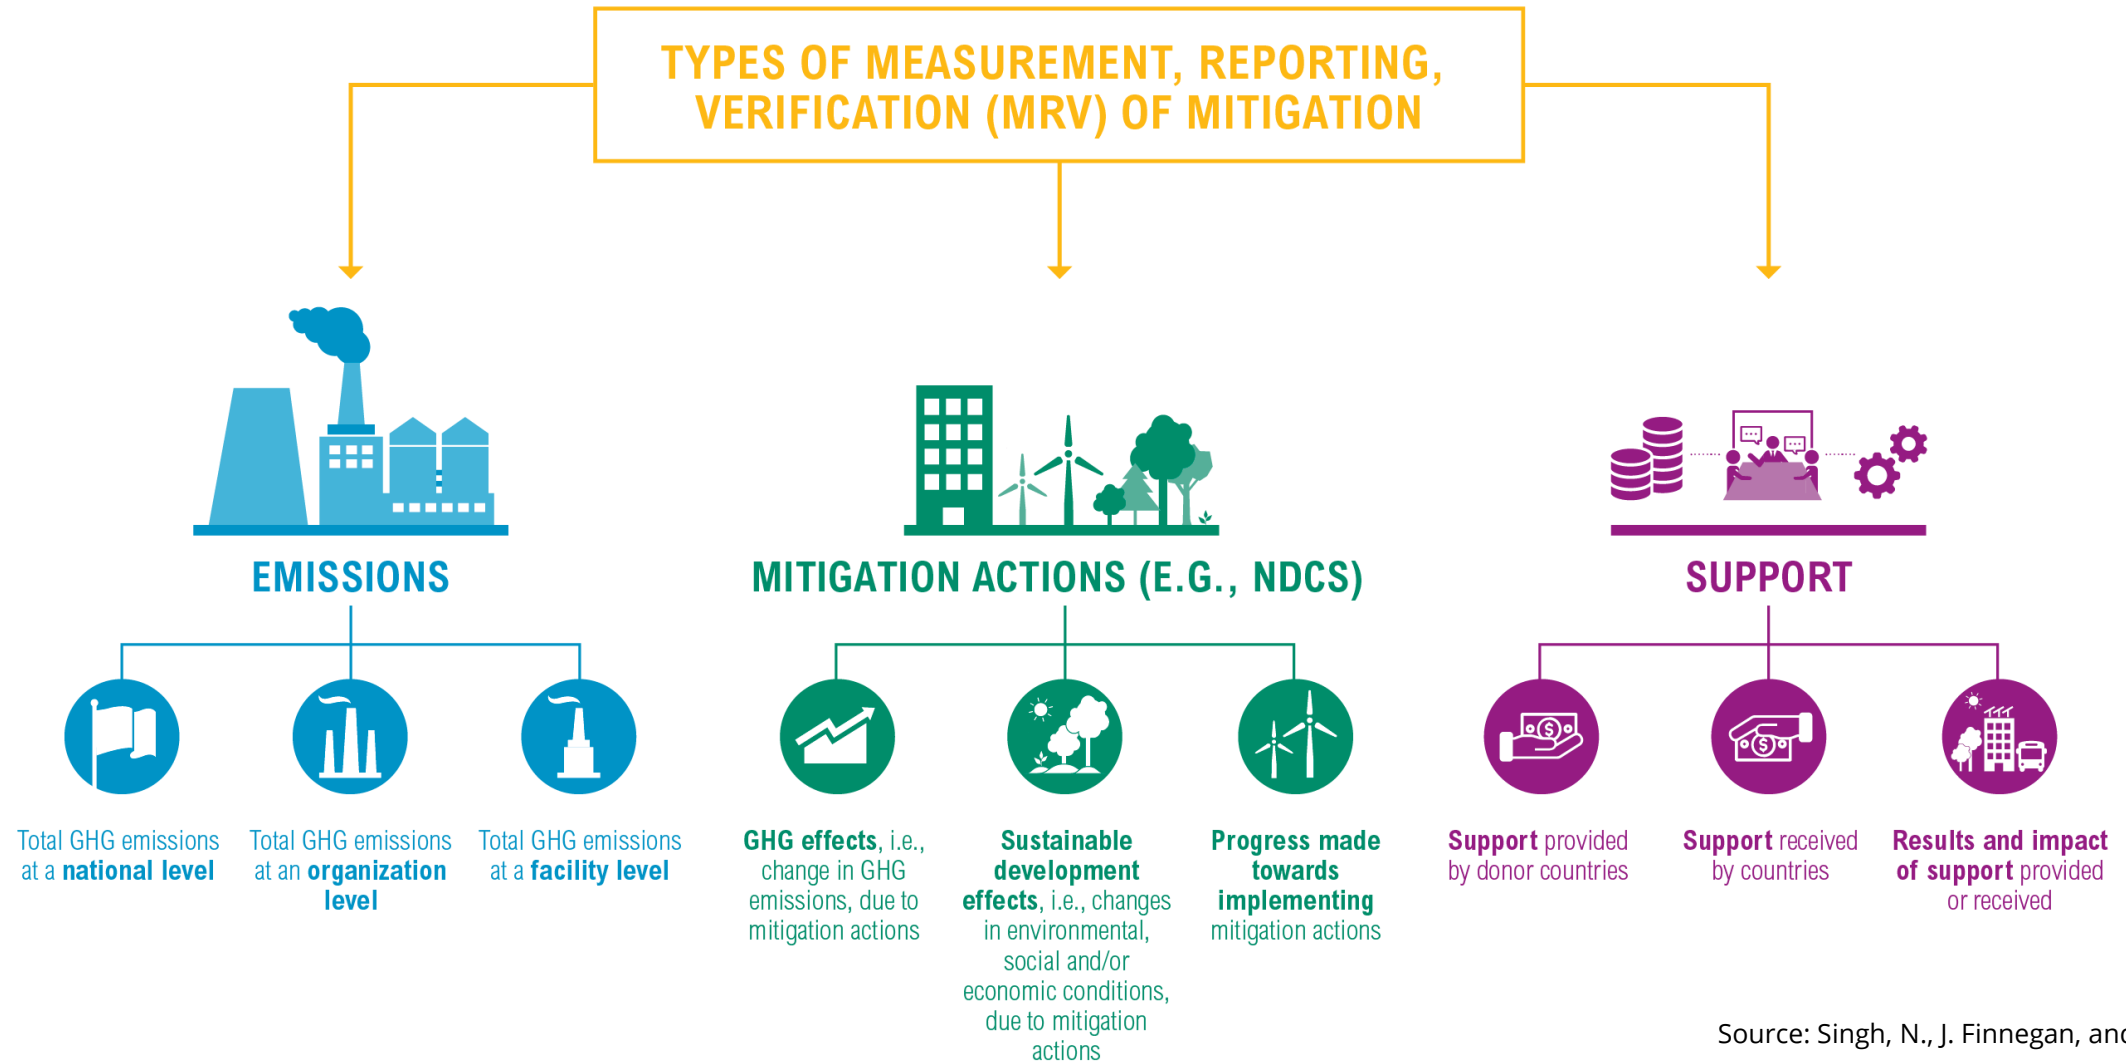 TYPES OF MEASUREMENT, REPORTING,
VERIFICATION (MRV) OF MITIGATION
EMISSIONS
Total GHG emissions
at a national level
Total GHG emissions
at an organization
level
Total GHG emissions
at a facility level
MITIGATION ACTIONS (E.G., NDCS)
GHG effects, i.e.,
change in GHG
emissions, due to
mitigation actions
Sustainable
development
effects, i.e., changes
in environmental,
social and/or
economic conditions,
due to mitigation
actions
Progress made
towards
implementing
mitigation actions
SUPPORT
Support provided
by donor countries
Support received
by countries
Results and impact
of support provided
or received
Source: Singh, N., J. Finnegan, and